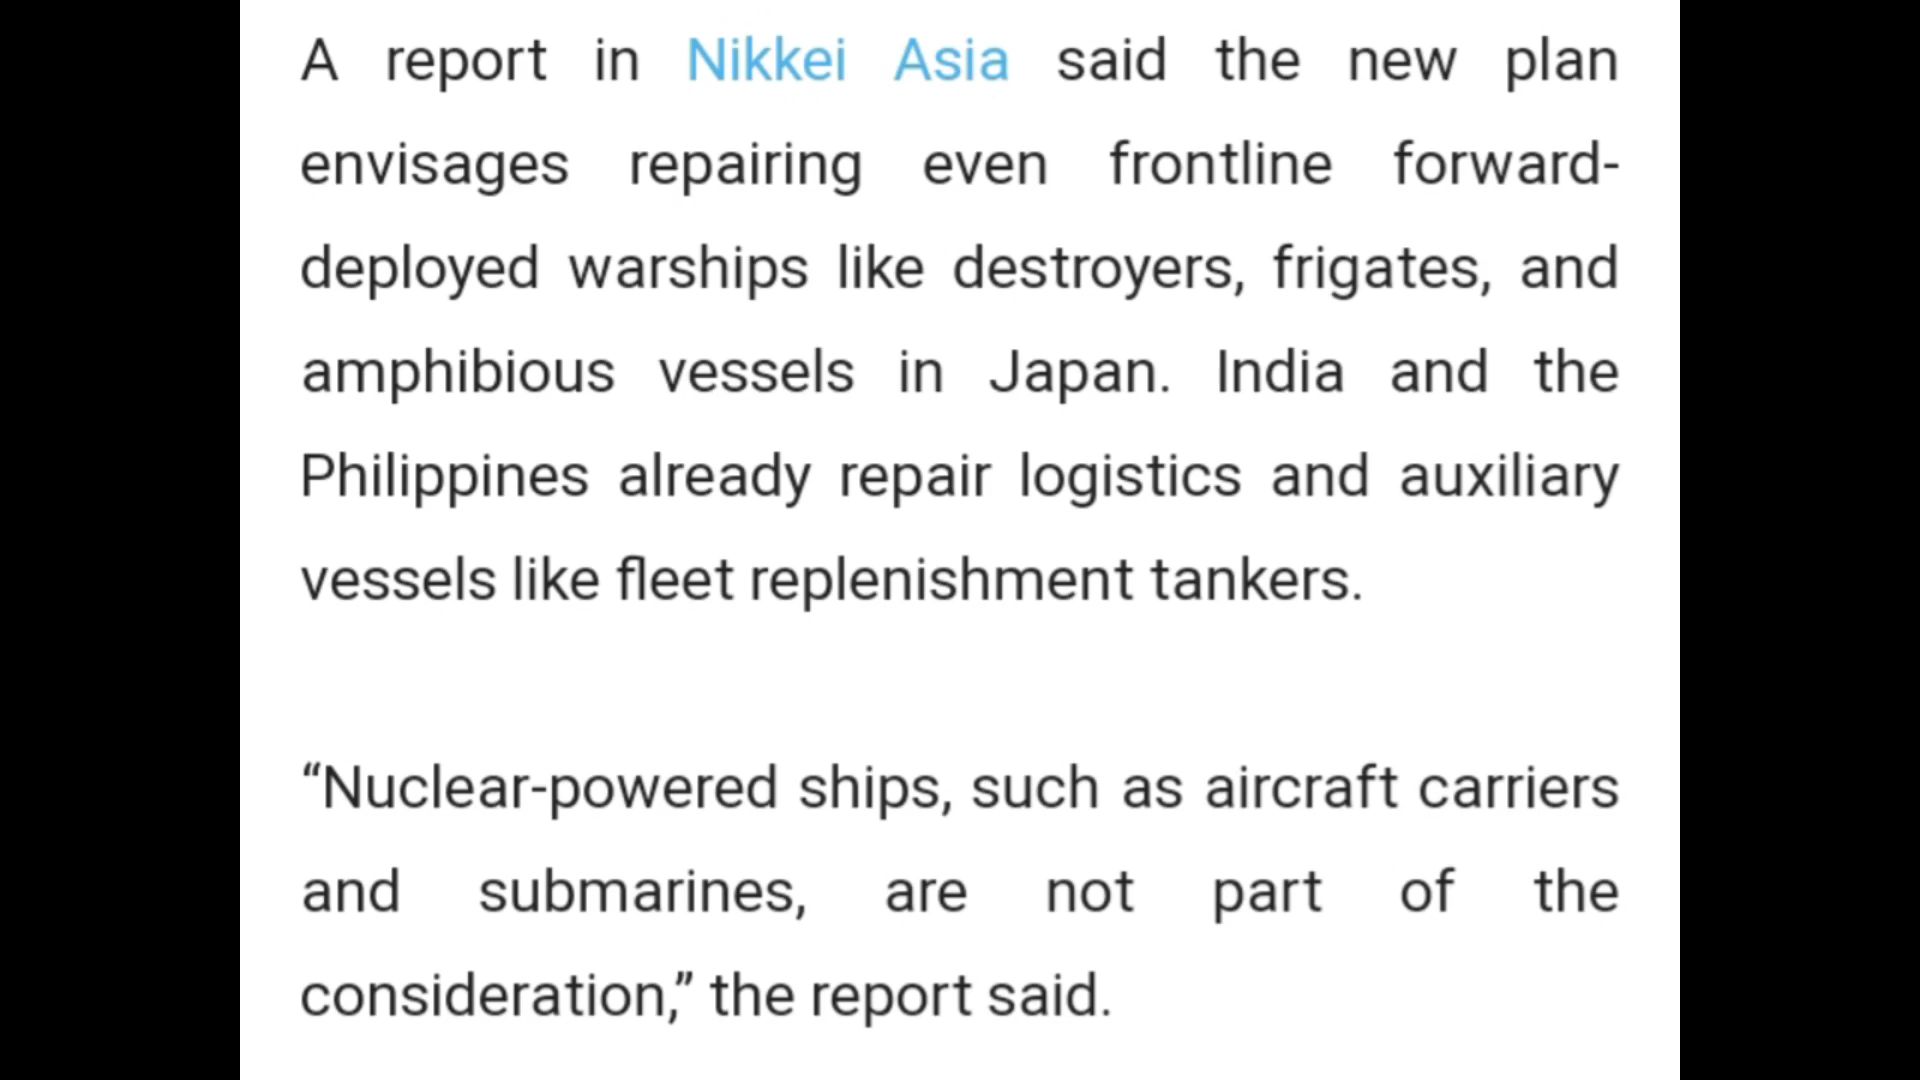 A report in Nikkei Asia said the new plan
envisages repairing even frontline forward-
deployed warships like destroyers, frigates, and
amphibious vessels in Japan. India and the
Philippines already repair logistics and auxiliary
vessels like fleet replenishment tankers.
“Nuclear-powered ships, such as aircraft carriers
and submarines, are not part of the
consideration,” the report said.